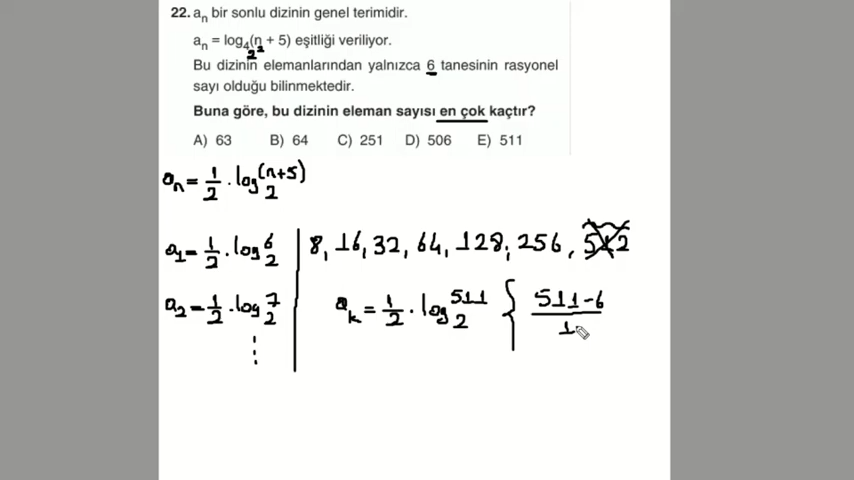 22. aₙ bir sonlu dizinin genel terimidir.
aₙ = log₄(n + 5) eşitliği veriliyor.
2²
Bu dizinin elemanlarından yalnızca 6 tanesinin rasyonel
sayı olduğu bilinmektedir.
Buna göre, bu dizinin eleman sayısı en çok kaçtır?
A) 63 B) 64 C) 251 D) 506 E) 511
aₙ = 1/2 · log₂(n+5)
a₁ = 1/2 · log₂6
8, 16, 32, 64, 128, 256, 512
a₂ = 1/2 · log₂7
aₖ = 1/2 · log₂511 { 511-6 / 1